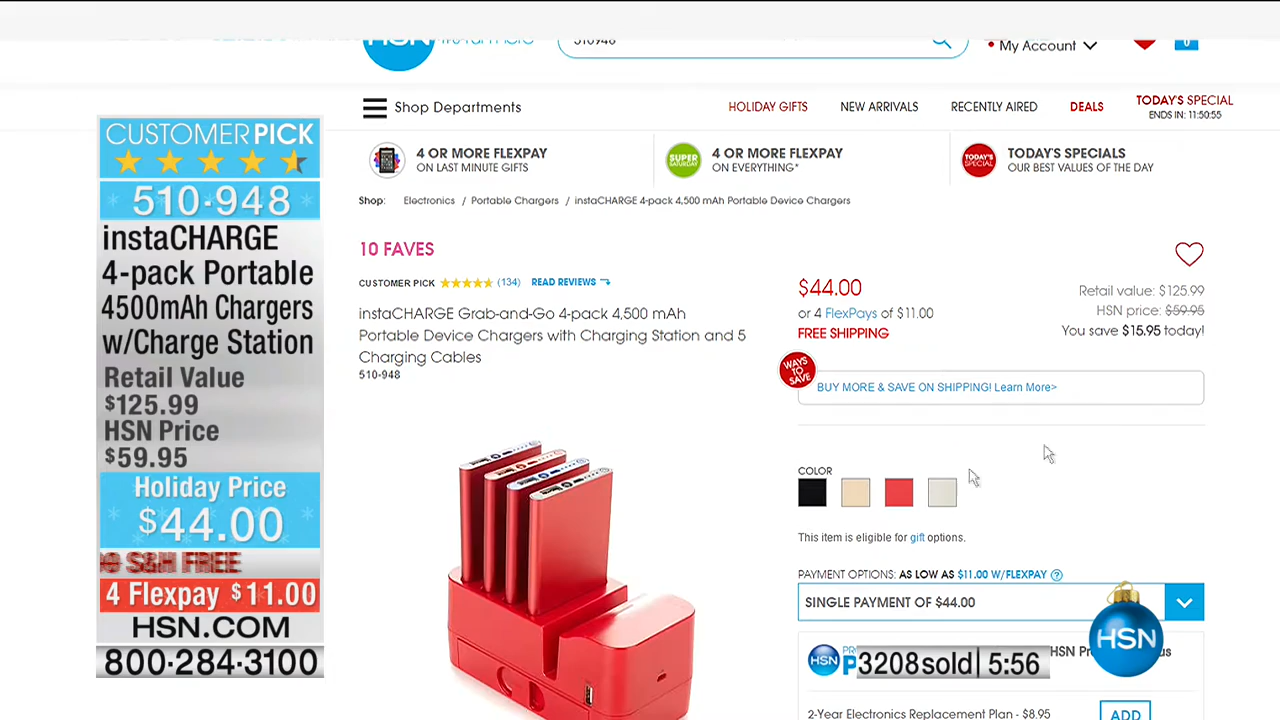 HSN
510948
My Account
0
Shop Departments
HOLIDAY GIFTS
NEW ARRIVALS
RECENTLY AIRED
DEALS
TODAY'S SPECIAL
ENDS IN: 11:50:55
4 OR MORE FLEXPAY
ON LAST MINUTE GIFTS
SUPER
SATURDAY
4 OR MORE FLEXPAY
ON EVERYTHING*
TODAY'S
SPECIAL
TODAY'S SPECIALS
OUR BEST VALUES OF THE DAY
Shop: Electronics / Portable Chargers / instaCHARGE 4-pack 4,500 mAh Portable Device Chargers
CUSTOMER PICK
510-948
instaCHARGE
4-pack Portable
4500mAh Chargers
w/Charge Station
Retail Value
$125.99
HSN Price
$59.95
Holiday Price
$44.00
S&H FREE
4 Flexpay $11.00
HSN.COM
800-284-3100
10 FAVES
CUSTOMER PICK (134) READ REVIEWS
instaCHARGE Grab-and-Go 4-pack 4,500 mAh
Portable Device Chargers with Charging Station and 5
Charging Cables
510-948
$44.00
or 4 FlexPays of $11.00
FREE SHIPPING
Retail value: $125.99
HSN price: $59.95
You save $15.95 today!
WAYS
TO
SAVE
BUY MORE & SAVE ON SHIPPING! Learn More>
COLOR
This item is eligible for gift options.
PAYMENT OPTIONS: AS LOW AS $11.00 W/FLEXPAY ?
SINGLE PAYMENT OF $44.00
HSN
HSN
3208 sold 5:56
2-Year Electronics Replacement Plan - $8.95
ADD